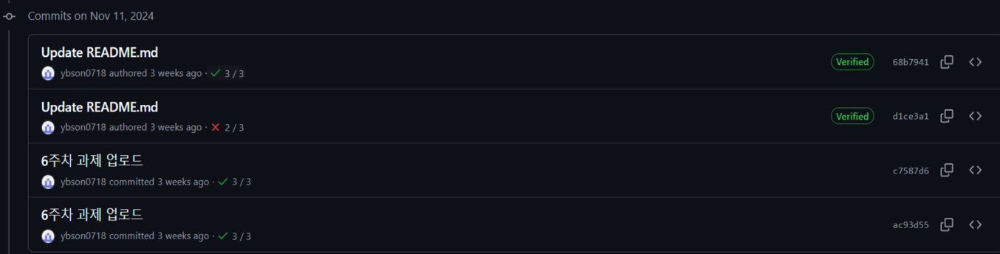 Commits on Nov 11, 2024
Update README.md
Verified 68b7941
ybson0718 authored 3 weeks ago · 3 / 3
Update README.md
Verified d1ce3a1
ybson0718 authored 3 weeks ago · 2 / 3
6주차 과제 업로드
c7587d6
ybson0718 committed 3 weeks ago · 3 / 3
6주차 과제 업로드
ac93d55
ybson0718 committed 3 weeks ago · 3 / 3